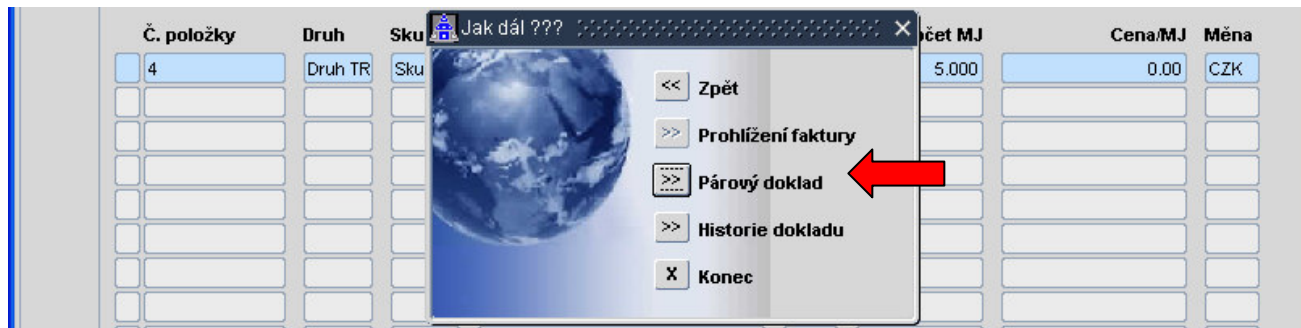 Jak dál ???
Č. položky Druh Sku čet MJ Cena/MJ Měna
4 Druh TR Sku 5.000 0.00 CZK
<< Zpět
>> Prohlížení faktury
>> Párový doklad
>> Historie dokladu
X Konec